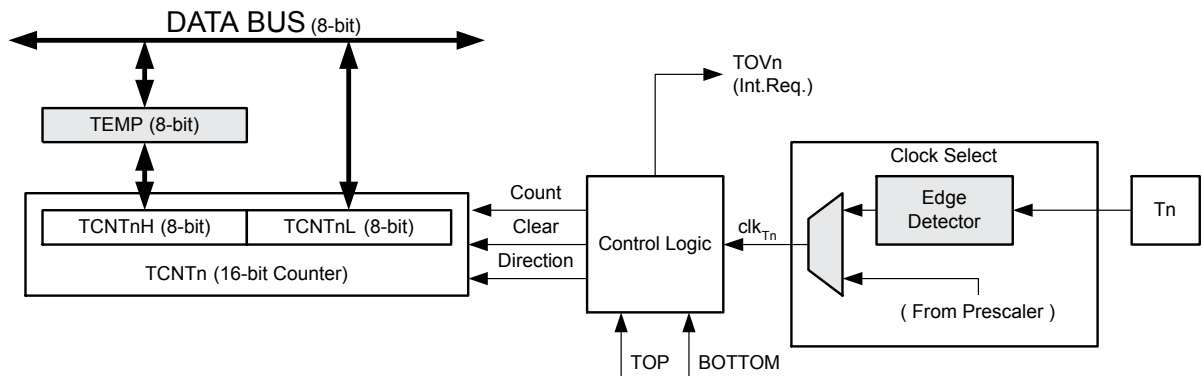 DATA BUS (8-bit)
TOVn
(Int.Req.)
TEMP (8-bit)
Clock Select
Count
Edge
Detector
Tn
TCNTnH (8-bit)
TCNTnL (8-bit)
Clear
Control Logic
clkTn
TCNTn (16-bit Counter)
Direction
( From Prescaler )
TOP
BOTTOM